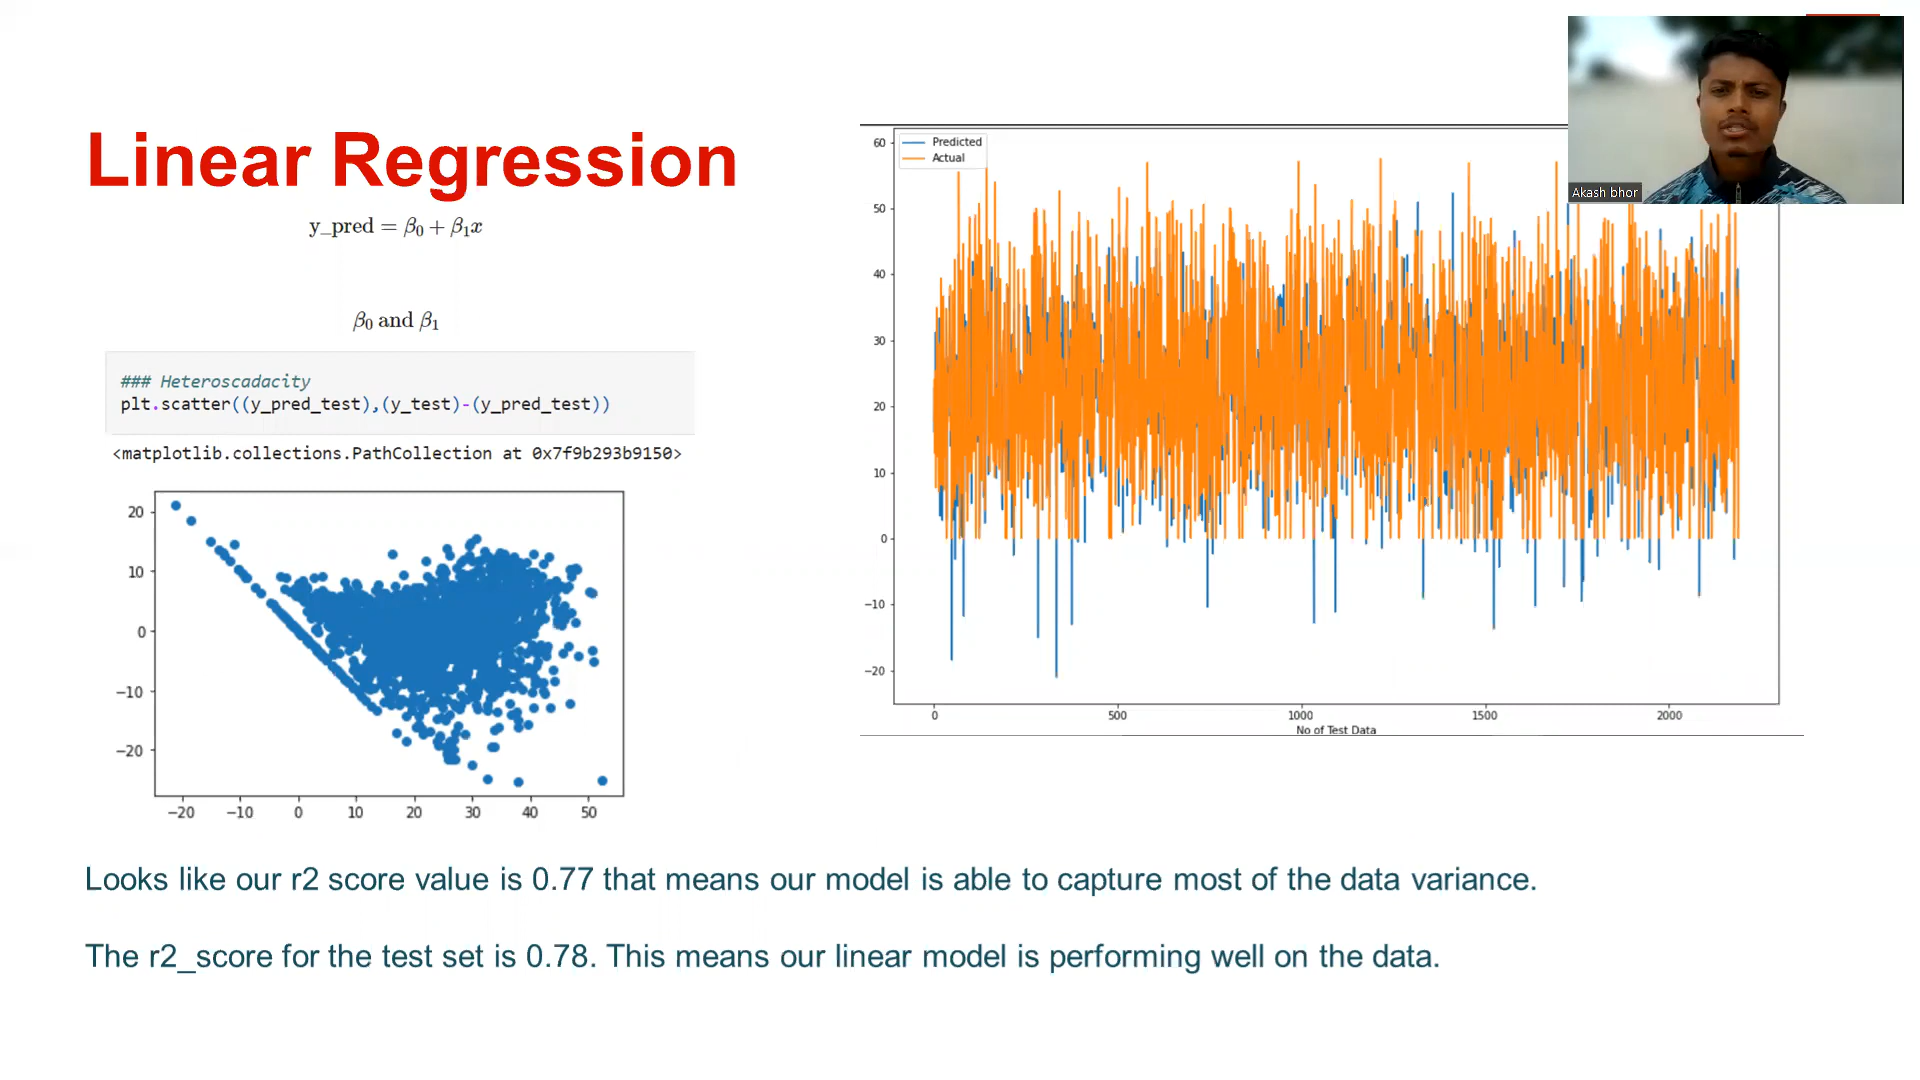 Linear Regression
y_pred = β0 + β1x
β0 and β1
### Heteroscadacity
plt.scatter((y_pred_test),(y_test)-(y_pred_test))
<matplotlib.collections.PathCollection at 0x7f9b293b9150>
20
10
0
−10
−20
−20 −10 0 10 20 30 40 50
Predicted
Actual
60
50
40
30
20
10
0
−10
−20
0 500 1000 1500 2000
No of Test Data
Akash bhor
Looks like our r2 score value is 0.77 that means our model is able to capture most of the data variance.
The r2_score for the test set is 0.78. This means our linear model is performing well on the data.